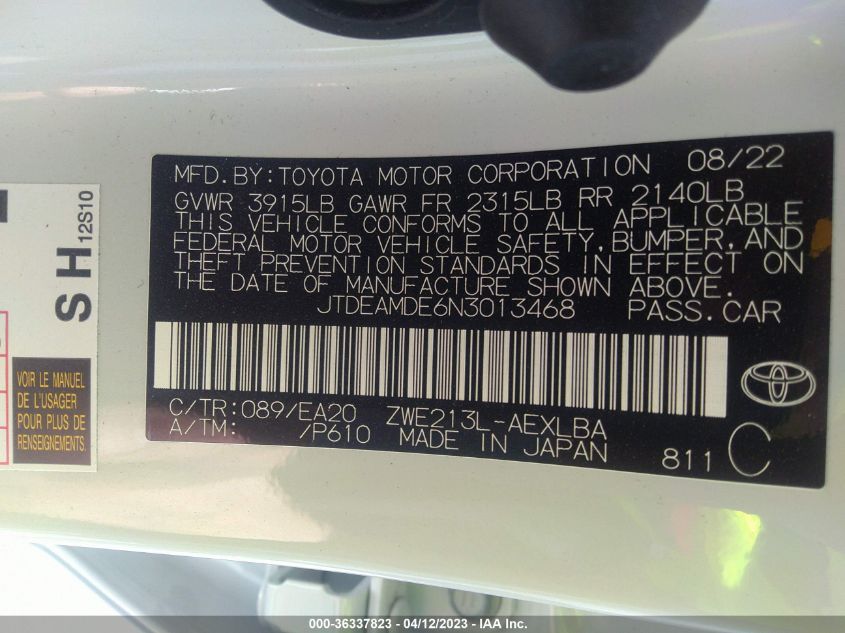 MFD.BY:TOYOTA MOTOR CORPORATION 08/22
GVWR 3915LB GAWR FR 2315LB RR 2140LB
THIS VEHICLE CONFORMS TO ALL APPLICABLE
FEDERAL MOTOR VEHICLE SAFETY,BUMPER,AND
THEFT PREVENTION STANDARDS IN EFFECT ON
THE DATE OF MANUFACTURE SHOWN ABOVE.
JTDEAMDE6N3013468 PASS.CAR
C/TR:089/EA20 ZWE213L-AEXLBA
A/TM: /P610 MADE IN JAPAN
811 C
SH 12S10
VOIR LE MANUEL
DE L'USAGER
POUR PLUS DE
RENSEIGNEMENTS
000-36337823 - 04/12/2023 - IAA Inc.